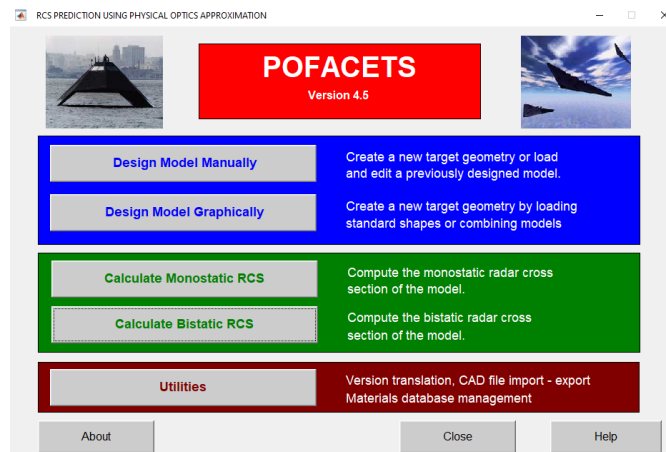 RCS PREDICTION USING PHYSICAL OPTICS APPROXIMATION
POFACETS
Version 4.5
Design Model Manually
Create a new target geometry or load
and edit a previously designed model.
Design Model Graphically
Create a new target geometry by loading
standard shapes or combining models
Calculate Monostatic RCS
Compute the monostatic radar cross
section of the model.
Calculate Bistatic RCS
Compute the bistatic radar cross
section of the model.
Utilities
Version translation, CAD file import - export
Materials database management
About
Close
Help